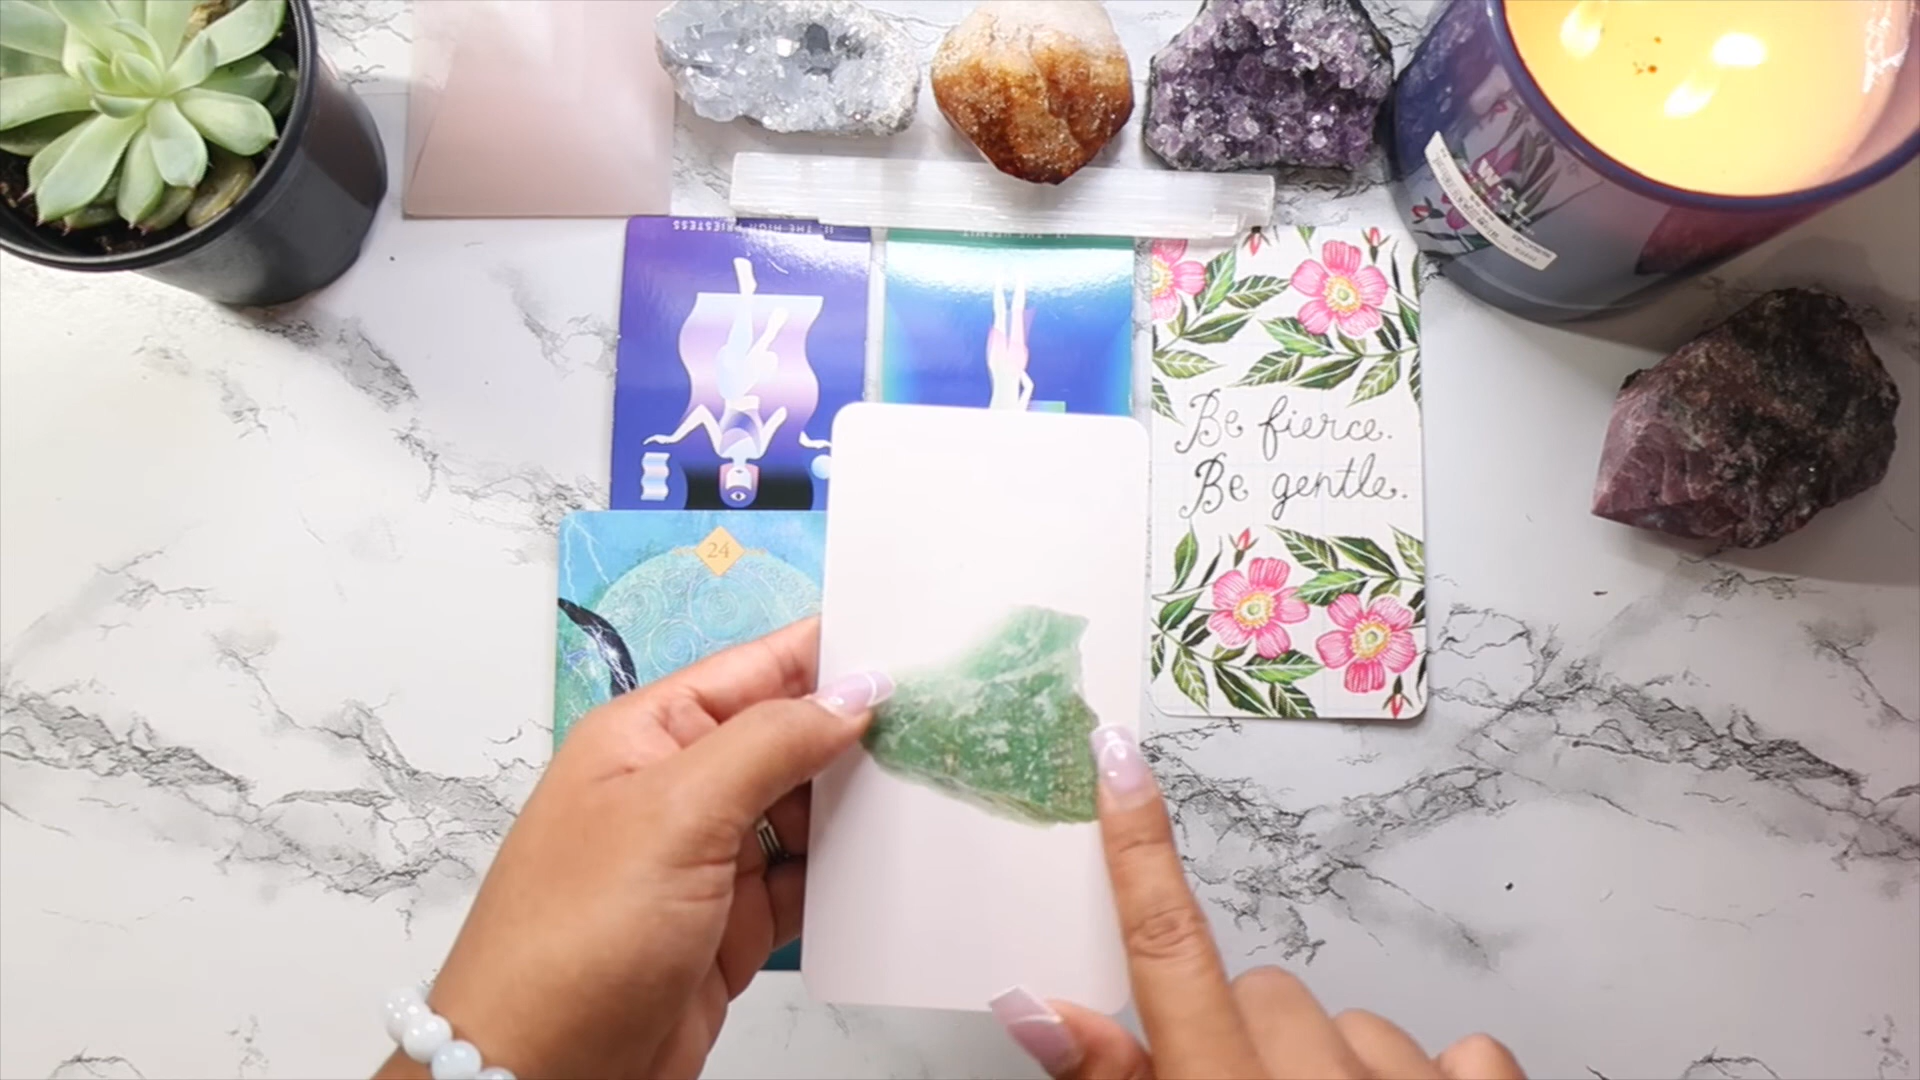 II. THE HIGH PRIESTESS
Be fierce.
Be gentle.
24